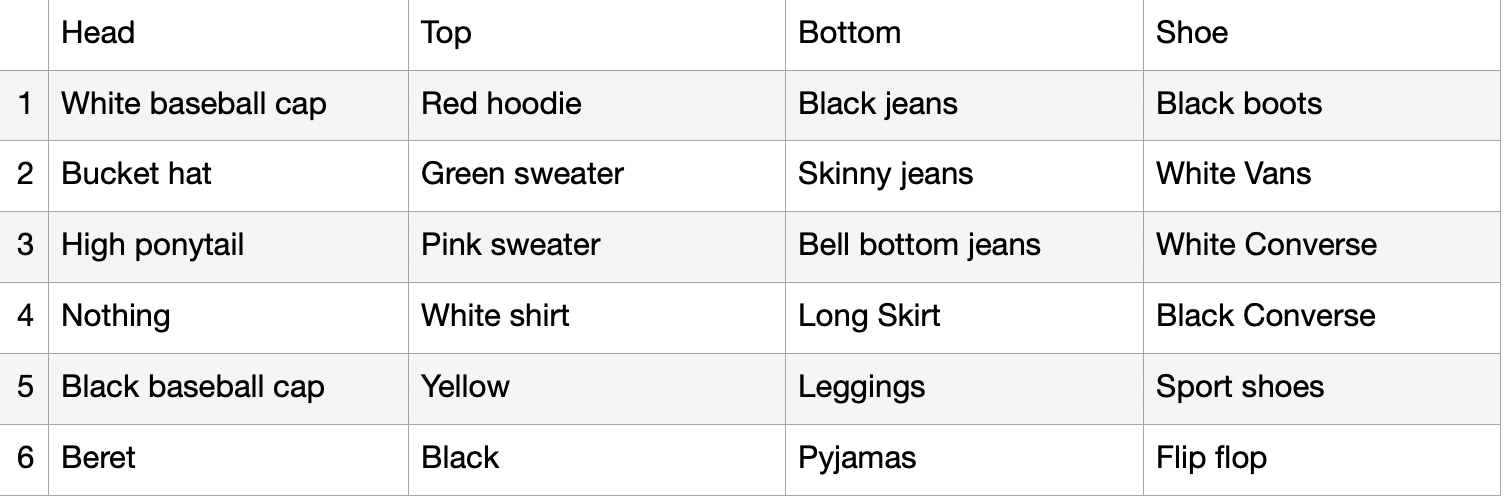 Head Top Bottom Shoe
1 White baseball cap Red hoodie Black jeans Black boots
2 Bucket hat Green sweater Skinny jeans White Vans
3 High ponytail Pink sweater Bell bottom jeans White Converse
4 Nothing White shirt Long Skirt Black Converse
5 Black baseball cap Yellow Leggings Sport shoes
6 Beret Black Pyjamas Flip flop